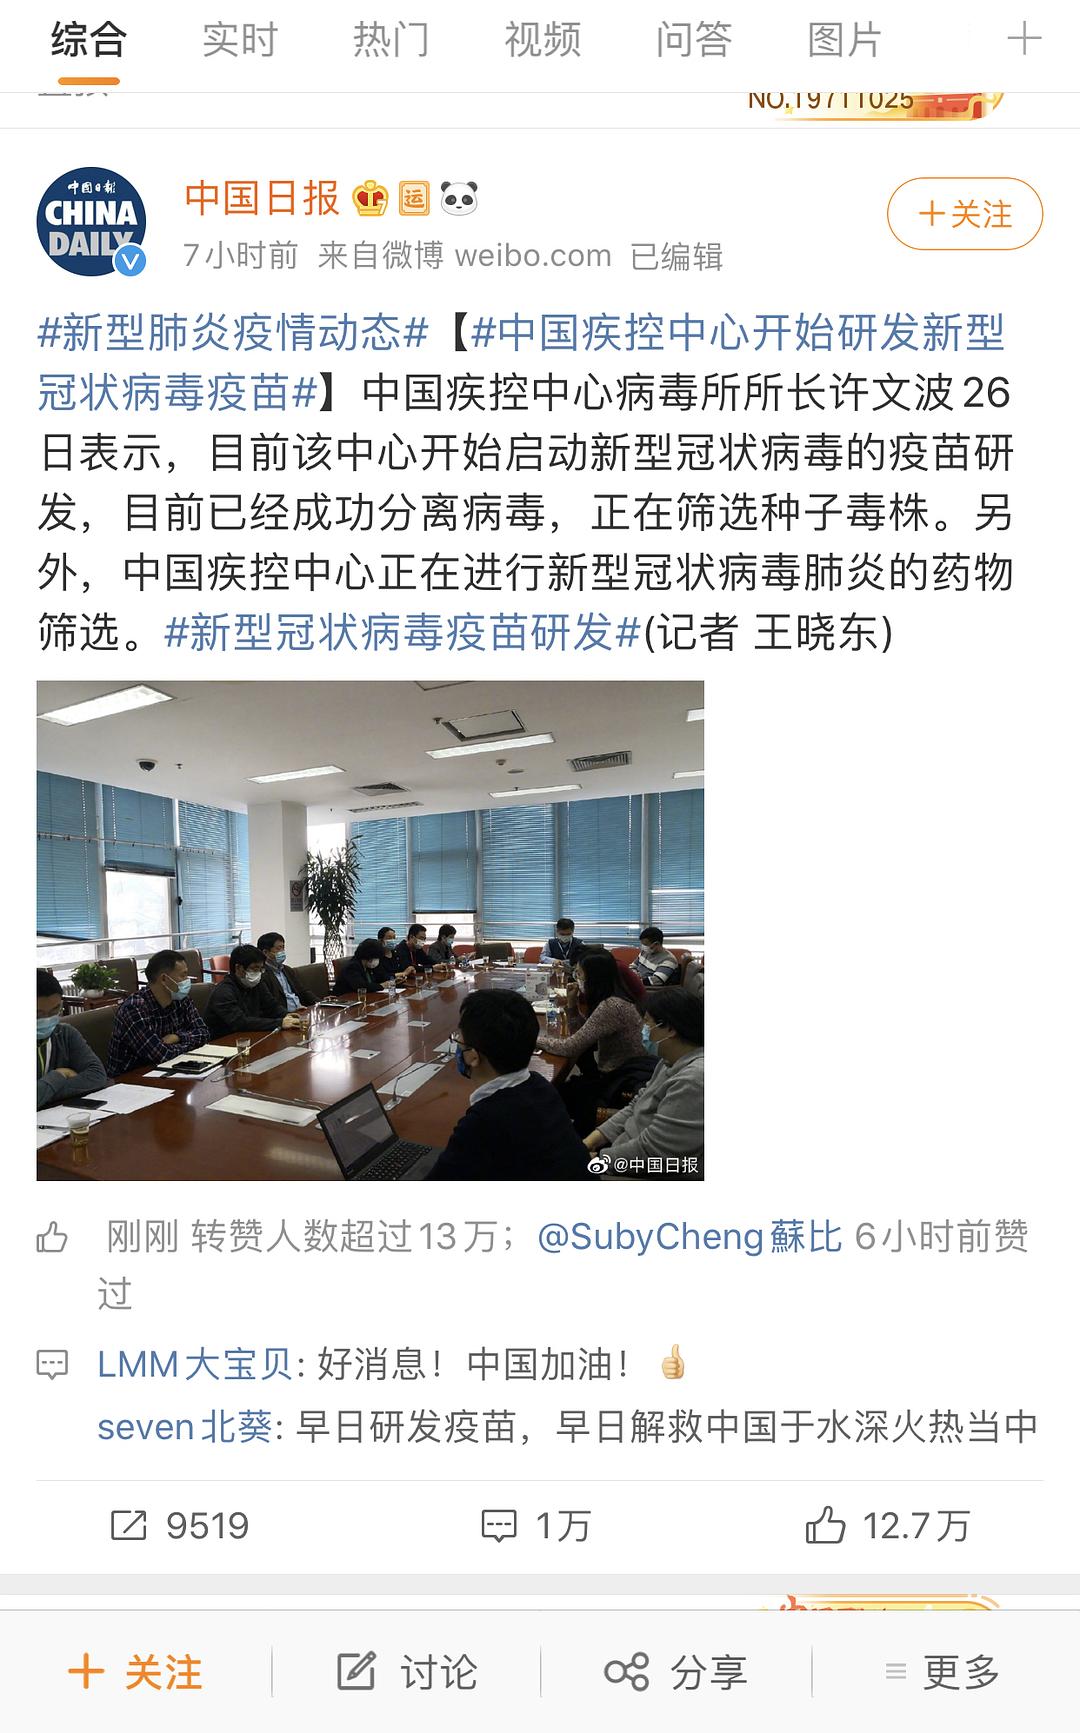 综合 实时 热门 视频 问答 图片
NO.19711025
中国日報
CHINA
DAILY
中国日报 运
7小时前 来自微博 weibo.com 已编辑
+关注
#新型肺炎疫情动态#【#中国疾控中心开始研发新型
冠状病毒疫苗#】中国疾控中心病毒所所长许文波26
日表示，目前该中心开始启动新型冠状病毒的疫苗研
发，目前已经成功分离病毒，正在筛选种子毒株。另
外，中国疾控中心正在进行新型冠状病毒肺炎的药物
筛选。#新型冠状病毒疫苗研发#(记者 王晓东)
@中国日报
刚刚 转赞人数超过13万；@SubyCheng蘇比 6小时前赞
过
LMM大宝贝: 好消息！中国加油！👍
seven北葵: 早日研发疫苗，早日解救中国于水深火热当中
9519 1万 12.7万
+ 关注 讨论 分享 更多